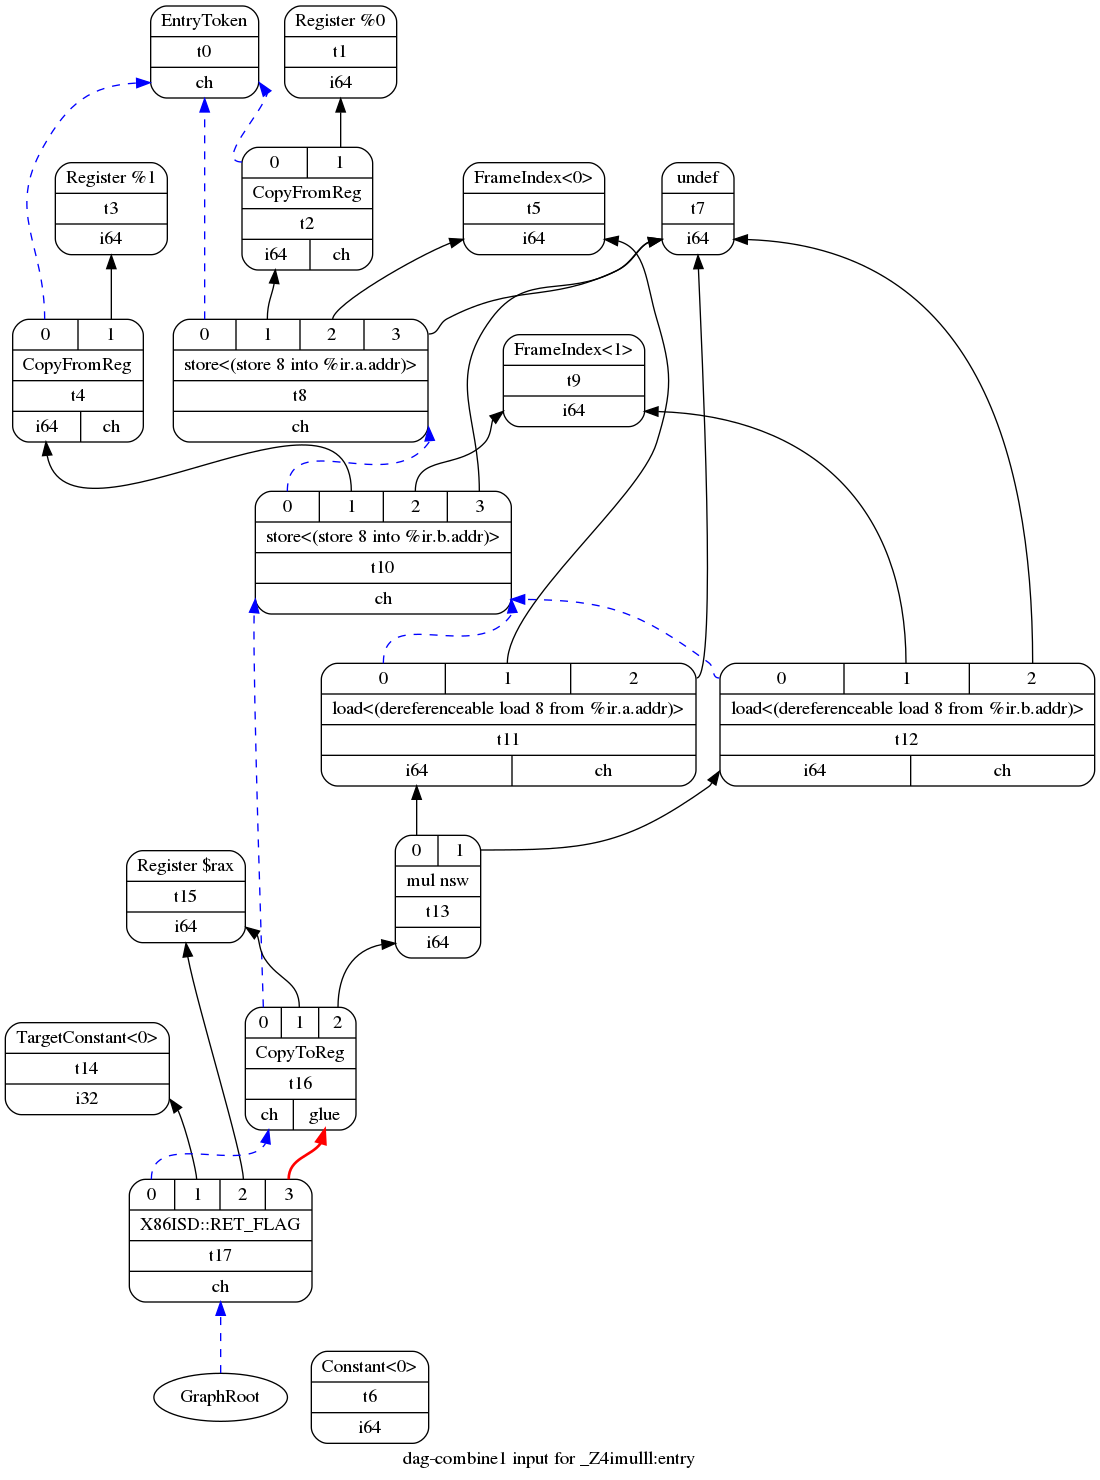 EntryToken
t0
ch
Register %0
t1
i64
0 1
CopyFromReg
t2
i64 ch
Register %1
t3
i64
FrameIndex<0>
t5
i64
undef
t7
i64
0 1
CopyFromReg
t4
i64 ch
0 1 2 3
store<(store 8 into %ir.a.addr)>
t8
ch
FrameIndex<1>
t9
i64
0 1 2 3
store<(store 8 into %ir.b.addr)>
t10
ch
0 1 2
load<(dereferenceable load 8 from %ir.a.addr)>
t11
i64 ch
0 1 2
load<(dereferenceable load 8 from %ir.b.addr)>
t12
i64 ch
0 1
mul nsw
t13
i64
Register $rax
t15
i64
0 1 2
CopyToReg
t16
ch glue
TargetConstant<0>
t14
i32
0 1 2 3
X86ISD::RET_FLAG
t17
ch
GraphRoot
Constant<0>
t6
i64
dag-combine1 input for _Z4imulll:entry